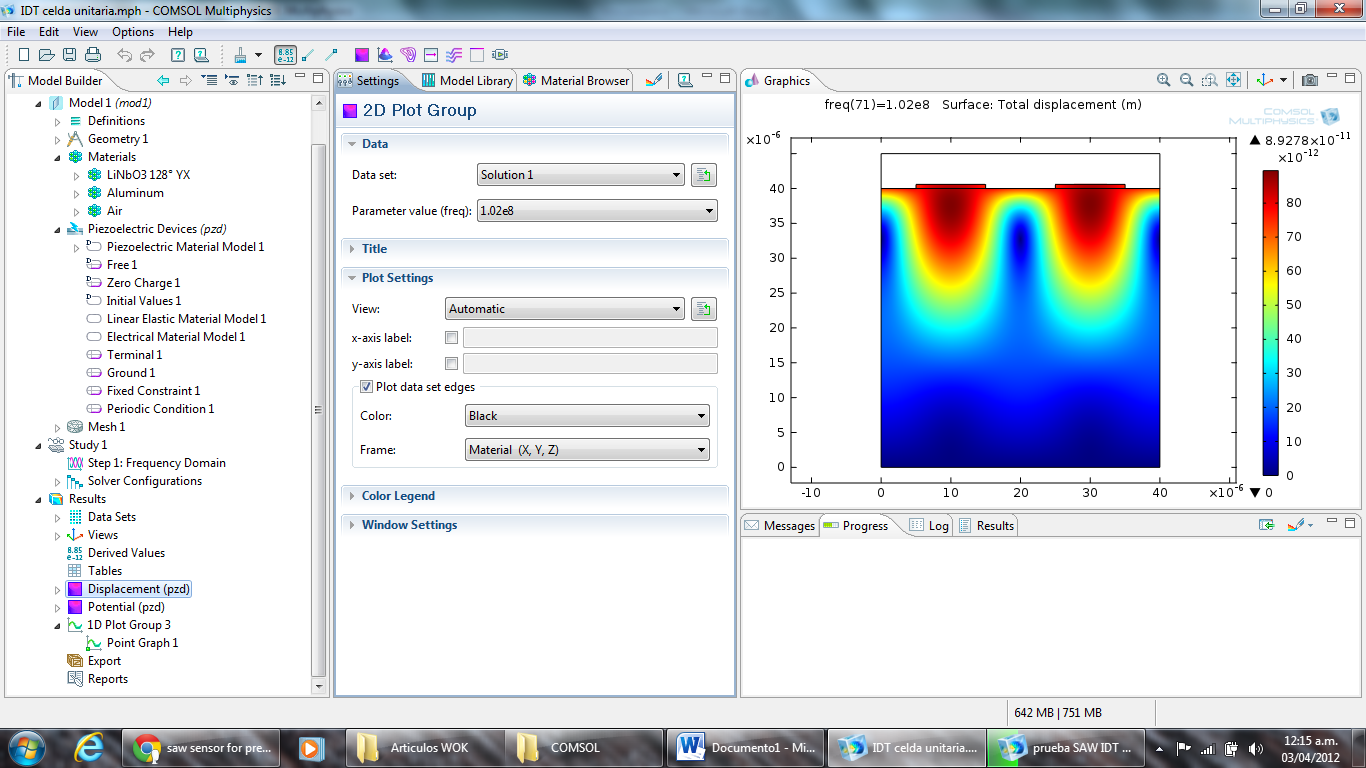 IDT celda unitaria.mph - COMSOL Multiphysics
File Edit View Options Help
8.85
e-12
Model Builder
Model 1 (mod1)
Definitions
Geometry 1
Materials
LiNbO3 128° YX
Aluminum
Air
Piezoelectric Devices (pzd)
D Piezoelectric Material Model 1
D Free 1
D Zero Charge 1
D Initial Values 1
Linear Elastic Material Model 1
Electrical Material Model 1
Terminal 1
Ground 1
Fixed Constraint 1
Periodic Condition 1
Mesh 1
Study 1
Step 1: Frequency Domain
Solver Configurations
Results
Data Sets
Views
8.85
e-12
Derived Values
Tables
Displacement (pzd)
Potential (pzd)
1D Plot Group 3
Point Graph 1
Export
Reports
Settings Model Library Material Browser
2D Plot Group
Data
Data set: Solution 1
Parameter value (freq): 1.02e8
Title
Plot Settings
View: Automatic
x-axis label:
y-axis label:
Plot data set edges
Color: Black
Frame: Material (X, Y, Z)
Color Legend
Window Settings
Graphics
freq(71)=1.02e8 Surface: Total displacement (m)
COMSOL
MULTIPHYSICS
×10⁻⁶
40
35
30
25
20
15
10
5
0
-10 0 10 20 30 40 ×10⁻⁶
▲ 8.9278×10⁻¹¹
×10⁻¹²
80
70
60
50
40
30
20
10
0
▼ 0
Messages Progress Log Results
642 MB | 751 MB
saw sensor for pre...
Articulos WOK
COMSOL
Documento1 - Mi...
IDT celda unitaria....
prueba SAW IDT ...
12:15 a.m.
03/04/2012